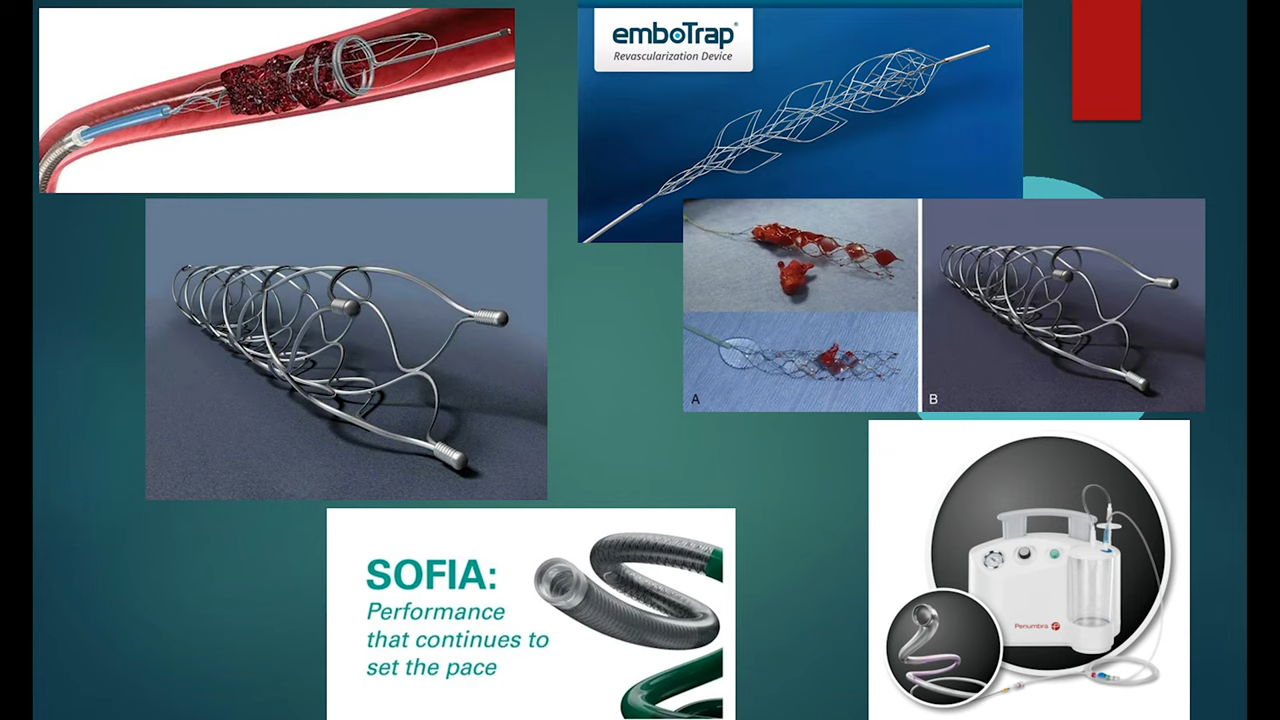 emboTrap®
Revascularization Device
A
B
SOFIA:
Performance
that continues to
set the pace
Penumbra